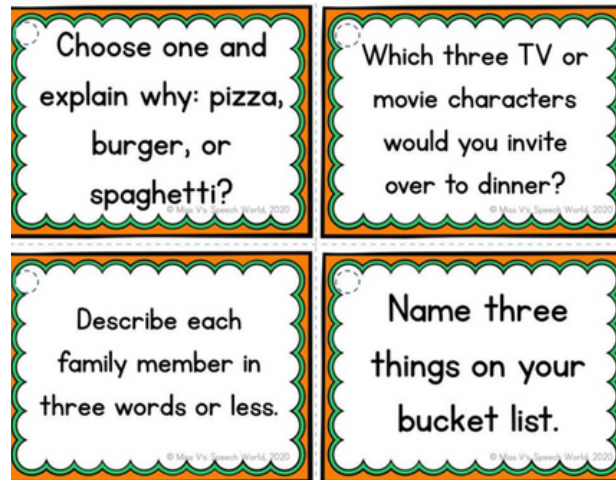 Choose one and
explain why: pizza,
burger, or
spaghetti?
© Miss V's Speech World, 2020
Which three TV or
movie characters
would you invite
over to dinner?
© Miss V's Speech World, 2020
Describe each
family member in
three words or less.
© Miss V's Speech World, 2020
Name three
things on your
bucket list.
© Miss V's Speech World, 2020